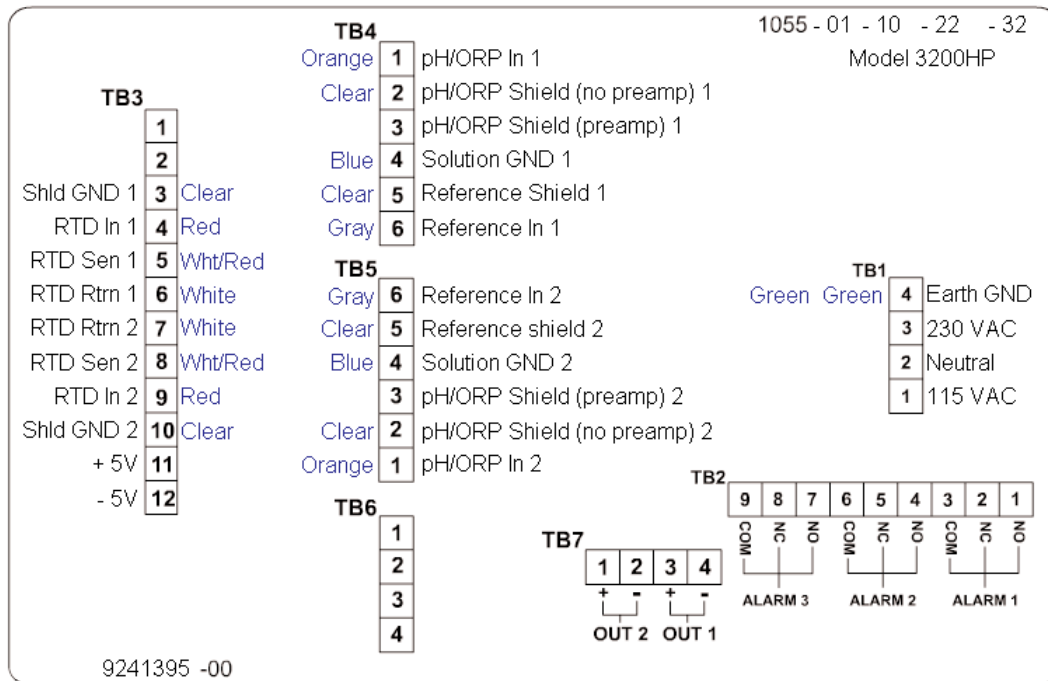 1055 - 01 - 10 - 22 - 32
Model 3200HP
TB4
Orange 1 pH/ORP In 1
Clear 2 pH/ORP Shield (no preamp) 1
3 pH/ORP Shield (preamp) 1
Blue 4 Solution GND 1
Clear 5 Reference Shield 1
Gray 6 Reference In 1
TB3
1
2
Shld GND 1 3 Clear
RTD In 1 4 Red
RTD Sen 1 5 Wht/Red
RTD Rtrn 1 6 White
RTD Rtrn 2 7 White
RTD Sen 2 8 Wht/Red
RTD In 2 9 Red
Shld GND 2 10 Clear
+ 5V 11
- 5V 12
TB5
Gray 6 Reference In 2
Clear 5 Reference shield 2
Blue 4 Solution GND 2
3 pH/ORP Shield (preamp) 2
Clear 2 pH/ORP Shield (no preamp) 2
Orange 1 pH/ORP In 2
TB1
Green Green 4 Earth GND
3 230 VAC
2 Neutral
1 115 VAC
TB6
1
2
3
4
TB7
1 2 3 4
+ - + -
OUT 2 OUT 1
TB2
9 8 7 6 5 4 3 2 1
COM NC NO COM NC NO COM NC NO
ALARM 3 ALARM 2 ALARM 1
9241395 -00